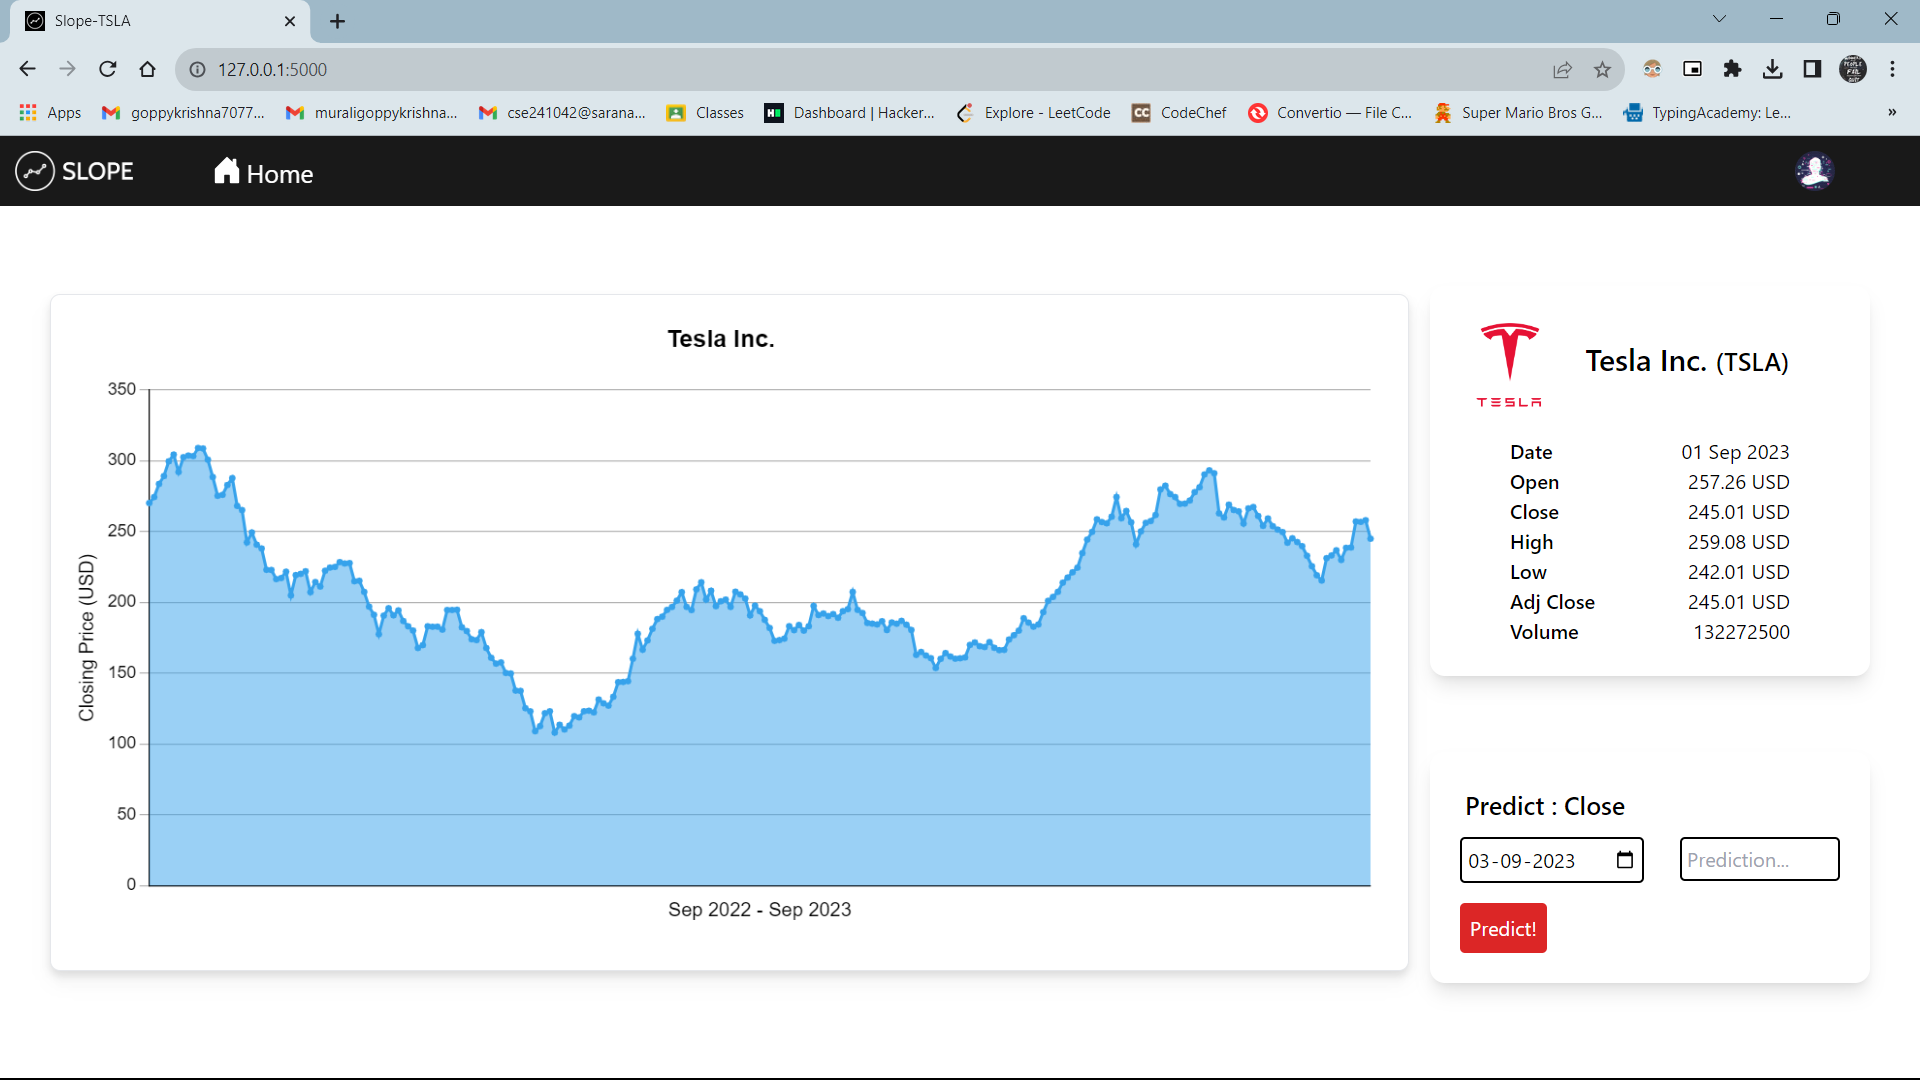 Slope-TSLA
127.0.0.1:5000
Apps goppykrishna7077... muraligoppykrishna... cse241042@sarana... Classes Dashboard | Hacker... Explore - LeetCode CodeChef Convertio — File C... Super Mario Bros G... TypingAcademy: Le... »
SLOPE Home
Tesla Inc.
350
300
250
200
150
100
50
0
Closing Price (USD)
Sep 2022 - Sep 2023
TESLA
Tesla Inc. (TSLA)
Date 01 Sep 2023
Open 257.26 USD
Close 245.01 USD
High 259.08 USD
Low 242.01 USD
Adj Close 245.01 USD
Volume 132272500
Predict : Close
03-09-2023 Prediction...
Predict!